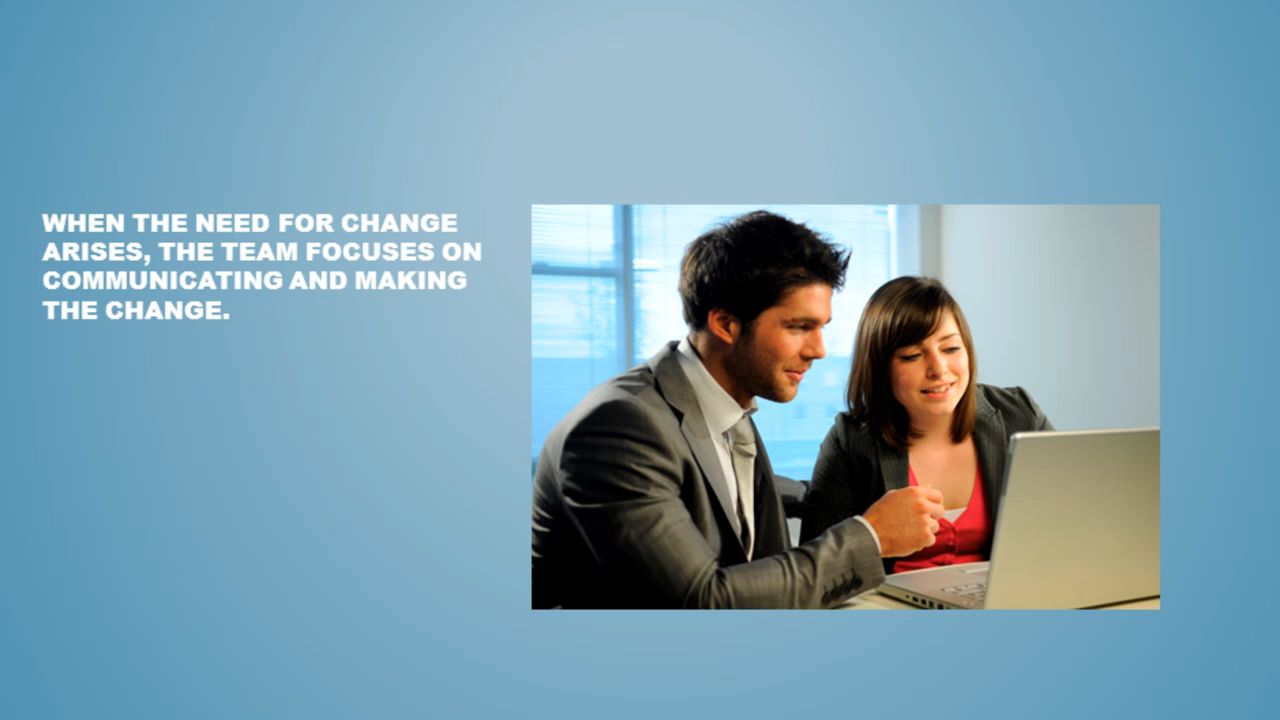 WHEN THE NEED FOR CHANGE
ARISES, THE TEAM FOCUSES ON
COMMUNICATING AND MAKING
THE CHANGE.